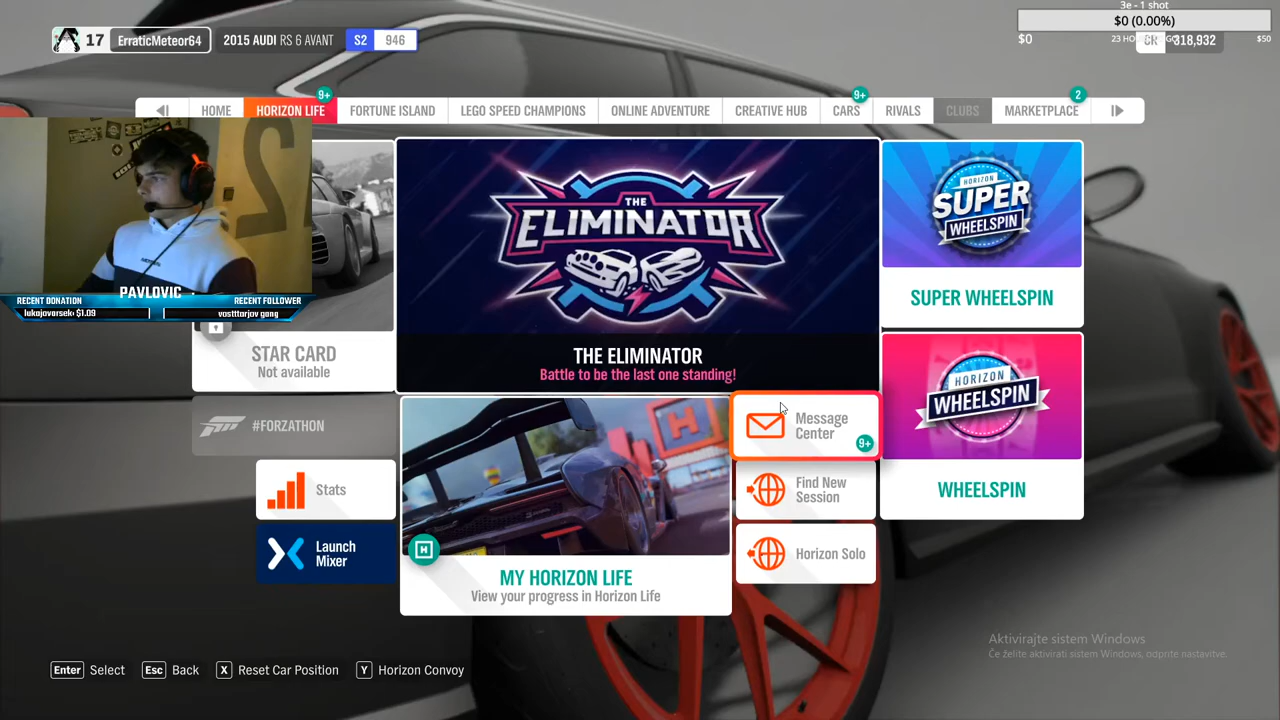 3e - 1 shot
$0 (0.00%)
$0
$50
17 ErraticMeteor64 2015 AUDI RS 6 AVANT S2 946
CR 318,932
HOME HORIZON LIFE 9+ FORTUNE ISLAND LEGO SPEED CHAMPIONS ONLINE ADVENTURE CREATIVE HUB CARS 9+ RIVALS CLUBS MARKETPLACE 2
PAVLOVIC
RECENT DONATION
RECENT FOLLOWER
$1.09
STAR CARD
Not available
#FORZATHON
Stats
Launch
Mixer
THE
ELIMINATOR
THE ELIMINATOR
Battle to be the last one standing!
H
MY HORIZON LIFE
View your progress in Horizon Life
Message
Center
9+
Find New
Session
Horizon Solo
HORIZON
SUPER
WHEELSPIN
SUPER WHEELSPIN
HORIZON
WHEELSPIN
WHEELSPIN
Aktivirajte sistem Windows
Če želite aktivirati sistem Windows, odprite nastavitve.
Enter Select Esc Back X Reset Car Position Y Horizon Convoy